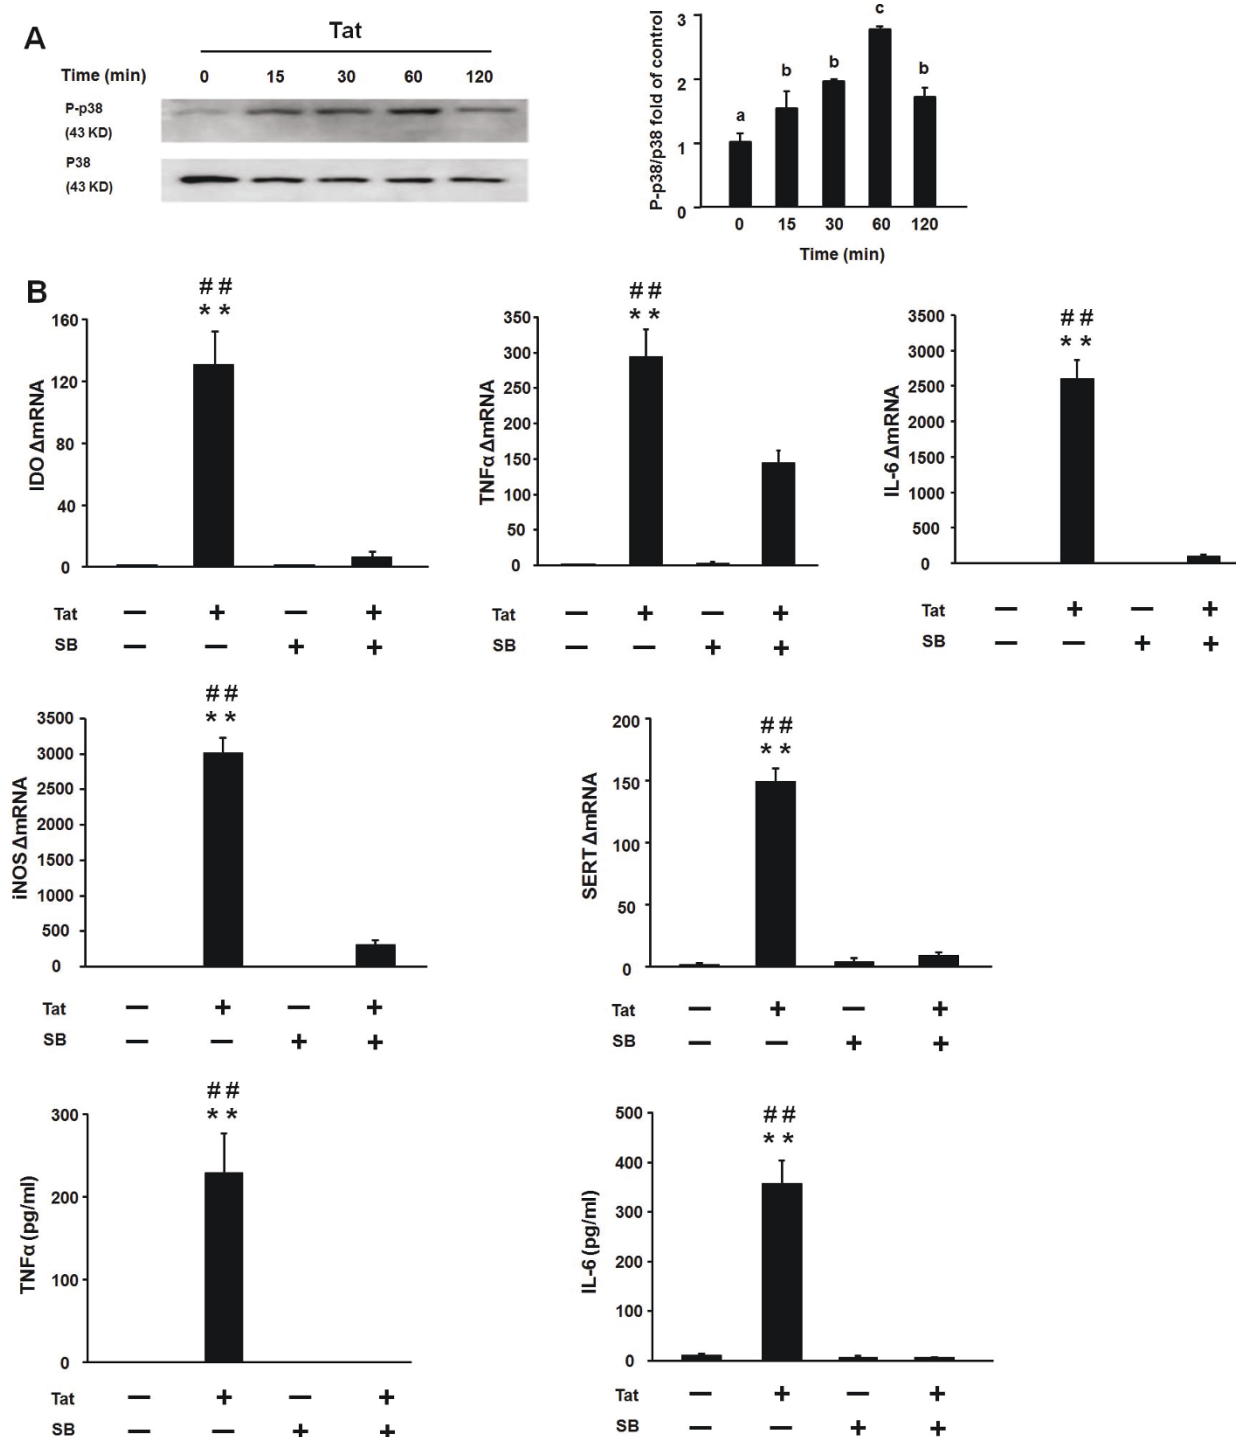 A
Tat
Time (min) 0 15 30 60 120
P-p38
(43 KD)
P38
(43 KD)
P-p38/p38 fold of control
3
2
1
0
a b b c b
0 15 30 60 120
Time (min)
B
IDO ΔmRNA
160
120
80
40
0
##
**
Tat — + — +
SB — — + +
TNFα ΔmRNA
350
300
250
200
150
100
50
0
##
**
Tat — + — +
SB — — + +
IL-6 ΔmRNA
3500
3000
2500
2000
1500
1000
500
0
##
**
Tat — + — +
SB — — + +
iNOS ΔmRNA
3500
3000
2500
2000
1500
1000
500
0
##
**
Tat — + — +
SB — — + +
SERT ΔmRNA
200
150
100
50
0
##
**
Tat — + — +
SB — — + +
TNFα (pg/ml)
300
200
100
0
##
**
Tat — + — +
SB — — + +
IL-6 (pg/ml)
500
400
300
200
100
0
##
**
Tat — + — +
SB — — + +